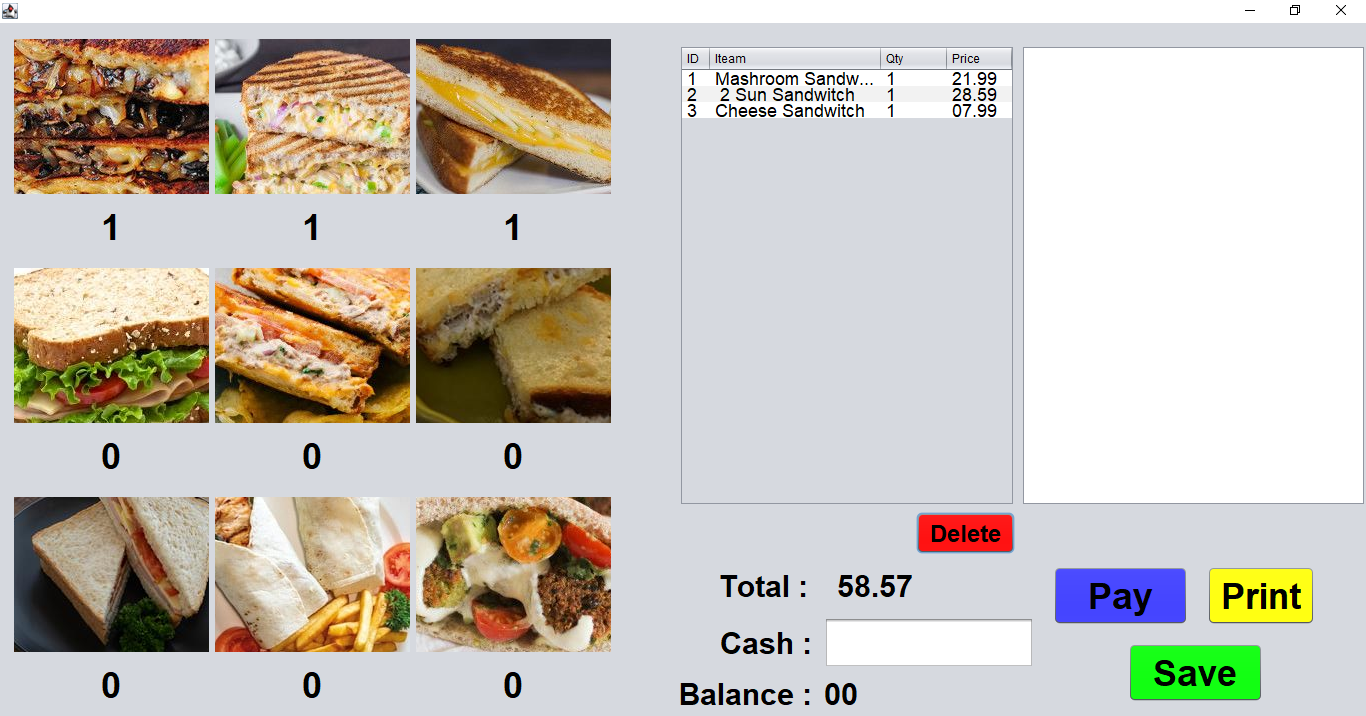 ID Iteam Qty Price
1 Mashroom Sandw... 1 21.99
2 2 Sun Sandwitch 1 28.59
3 Cheese Sandwitch 1 07.99
1 1 1
0 0 0
0 0 0
Delete
Total : 58.57
Pay Print
Cash :
Save
Balance : 00